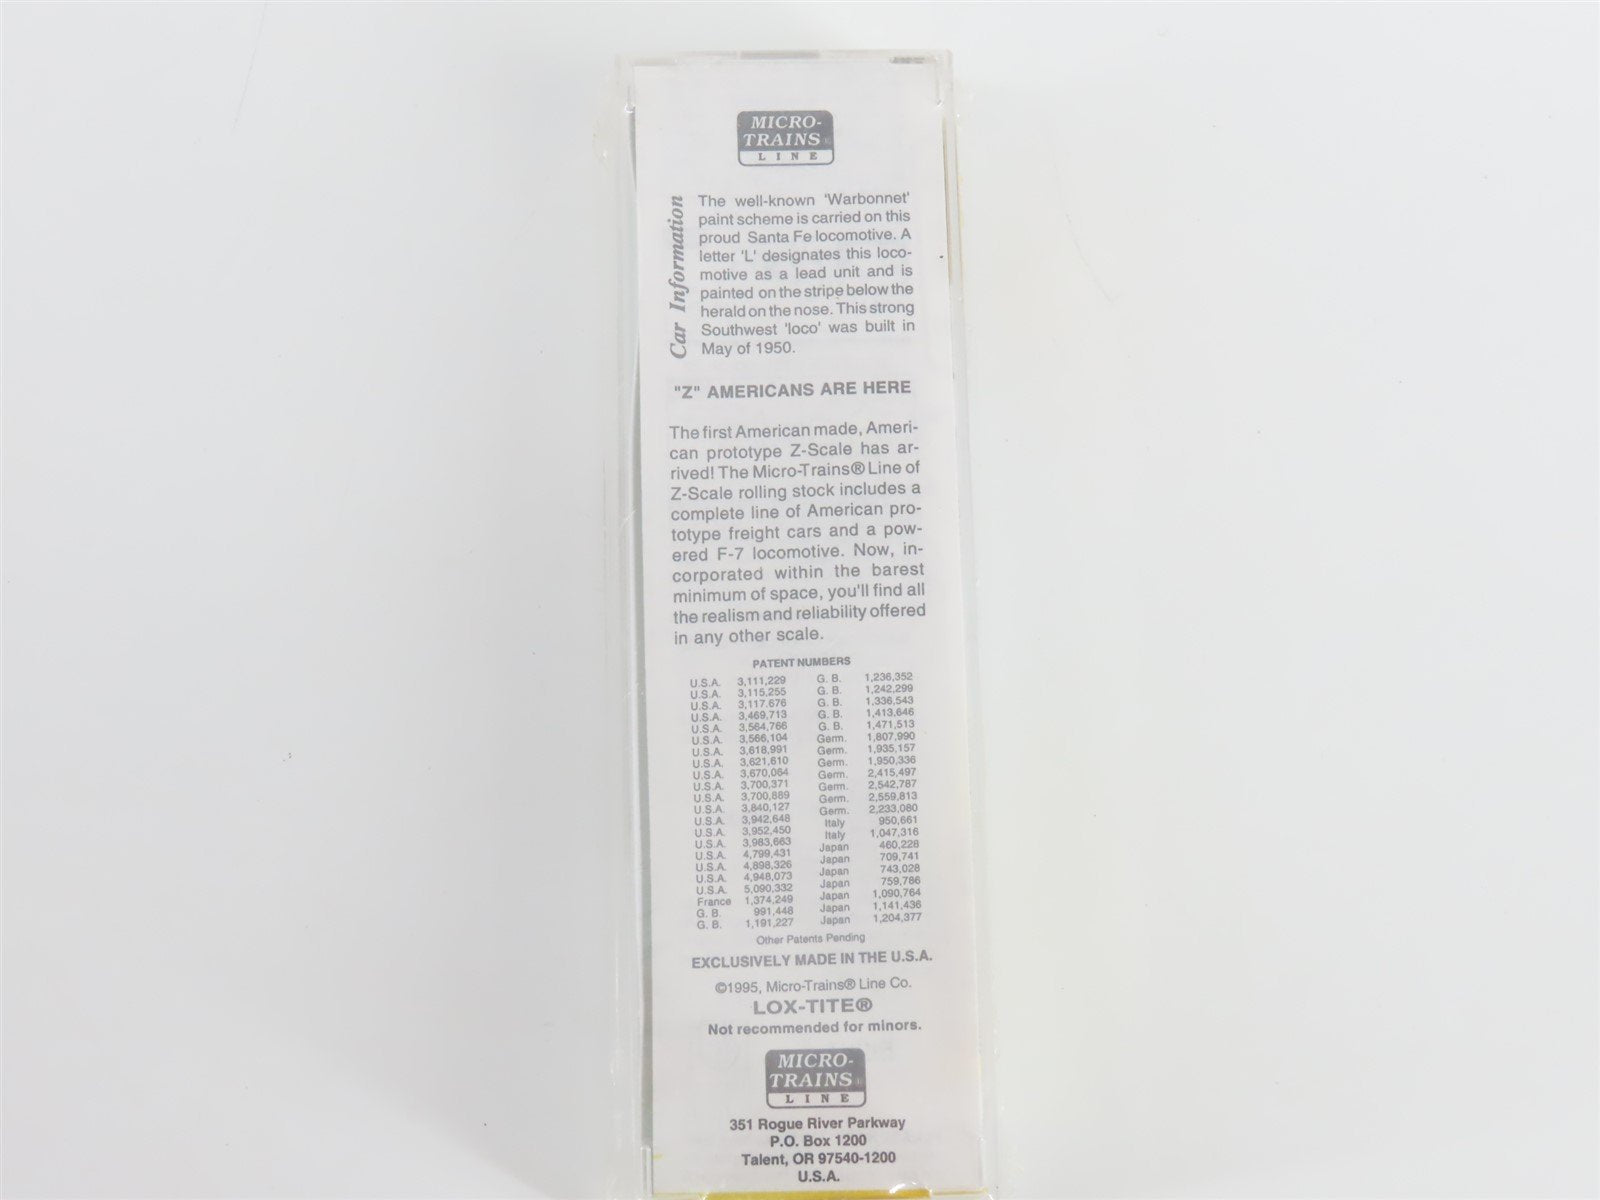 MICRO-
TRAINS®
LINE
Car Information
The well-known 'Warbonnet'
paint scheme is carried on this
proud Santa Fe locomotive. A
letter 'L' designates this loco-
motive as a lead unit and is
painted on the stripe below the
herald on the nose. This strong
Southwest 'loco' was built in
May of 1950.
"Z" AMERICANS ARE HERE
The first American made, Ameri-
can prototype Z-Scale has ar-
rived! The Micro-Trains® Line of
Z-Scale rolling stock includes a
complete line of American pro-
totype freight cars and a pow-
ered F-7 locomotive. Now, in-
corporated within the barest
minimum of space, you'll find all
the realism and reliability offered
in any other scale.
PATENT NUMBERS
U.S.A. 3,111,229 G. B. 1,236,352
U.S.A. 3,115,255 G. B. 1,242,299
U.S.A. 3,117,676 G. B. 1,336,543
U.S.A. 3,469,713 G. B. 1,413,646
U.S.A. 3,564,766 G. B. 1,471,513
U.S.A. 3,566,104 Germ. 1,807,990
U.S.A. 3,618,991 Germ. 1,935,157
U.S.A. 3,621,610 Germ. 1,950,336
U.S.A. 3,670,064 Germ. 2,415,497
U.S.A. 3,700,371 Germ. 2,542,787
U.S.A. 3,700,889 Germ. 2,559,813
U.S.A. 3,840,127 Germ. 2,233,080
U.S.A. 3,942,648 Italy 950,661
U.S.A. 3,952,450 Italy 1,047,316
U.S.A. 3,983,663 Japan 460,228
U.S.A. 4,799,431 Japan 709,741
U.S.A. 4,898,326 Japan 743,028
U.S.A. 4,948,073 Japan 759,786
U.S.A. 5,090,332 Japan 1,090,764
France 1,374,249 Japan 1,141,436
G. B. 991,448 Japan 1,204,377
G. B. 1,191,227
Other Patents Pending
EXCLUSIVELY MADE IN THE U.S.A.
©1995, Micro-Trains® Line Co.
LOX-TITE®
Not recommended for minors.
MICRO-
TRAINS®
LINE
351 Rogue River Parkway
P.O. Box 1200
Talent, OR 97540-1200
U.S.A.